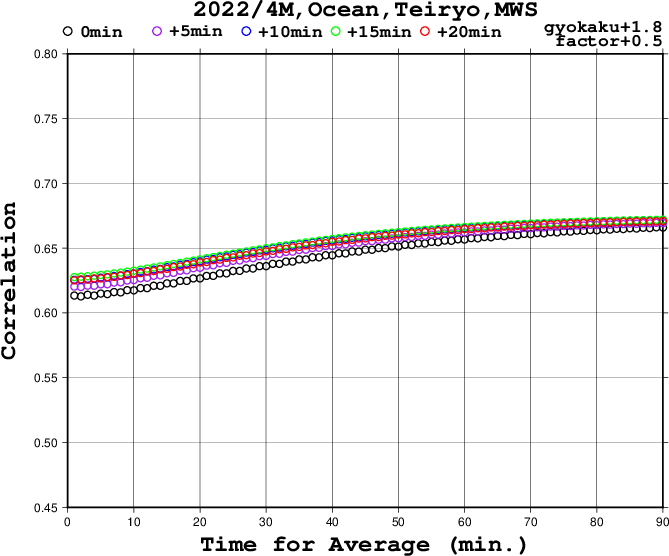 2022/4M,Ocean,Teiryo,MWS
0min +5min +10min +15min +20min
gyokaku+1.8
factor+0.5
0.80
0.75
0.70
0.65
0.60
0.55
0.50
0.45
Correlation
0 10 20 30 40 50 60 70 80 90
Time for Average (min.)